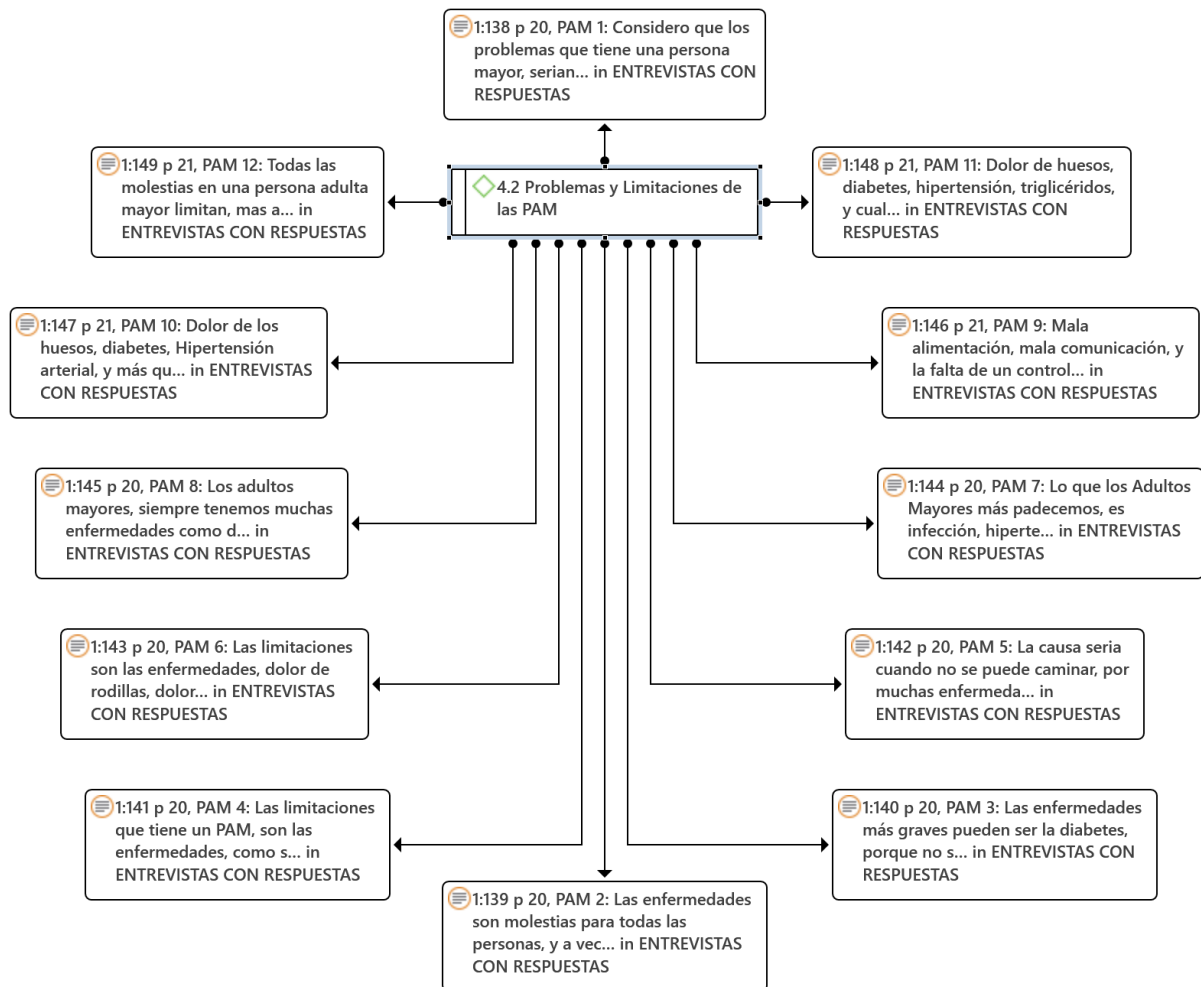 1:138 p 20, PAM 1: Considero que los
problemas que tiene una persona
mayor, serian... in ENTREVISTAS CON
RESPUESTAS
1:149 p 21, PAM 12: Todas las
molestias en una persona adulta
mayor limitan, mas a... in
ENTREVISTAS CON RESPUESTAS
4.2 Problemas y Limitaciones de
las PAM
1:148 p 21, PAM 11: Dolor de huesos,
diabetes, hipertensión, triglicéridos,
y cual... in ENTREVISTAS CON
RESPUESTAS
1:147 p 21, PAM 10: Dolor de los
huesos, diabetes, Hipertensión
arterial, y más qu... in ENTREVISTAS
CON RESPUESTAS
1:146 p 21, PAM 9: Mala
alimentación, mala comunicación, y
la falta de un control... in
ENTREVISTAS CON RESPUESTAS
1:145 p 20, PAM 8: Los adultos
mayores, siempre tenemos muchas
enfermedades como d... in
ENTREVISTAS CON RESPUESTAS
1:144 p 20, PAM 7: Lo que los Adultos
Mayores más padecemos, es
infección, hiperte... in ENTREVISTAS
CON RESPUESTAS
1:143 p 20, PAM 6: Las limitaciones
son las enfermedades, dolor de
rodillas, dolor... in ENTREVISTAS
CON RESPUESTAS
1:142 p 20, PAM 5: La causa seria
cuando no se puede caminar, por
muchas enfermeda... in
ENTREVISTAS CON RESPUESTAS
1:141 p 20, PAM 4: Las limitaciones
que tiene un PAM, son las
enfermedades, como s... in
ENTREVISTAS CON RESPUESTAS
1:140 p 20, PAM 3: Las enfermedades
más graves pueden ser la diabetes,
porque no s... in ENTREVISTAS CON
RESPUESTAS
1:139 p 20, PAM 2: Las enfermedades
son molestias para todas las
personas, y a vec... in ENTREVISTAS
CON RESPUESTAS